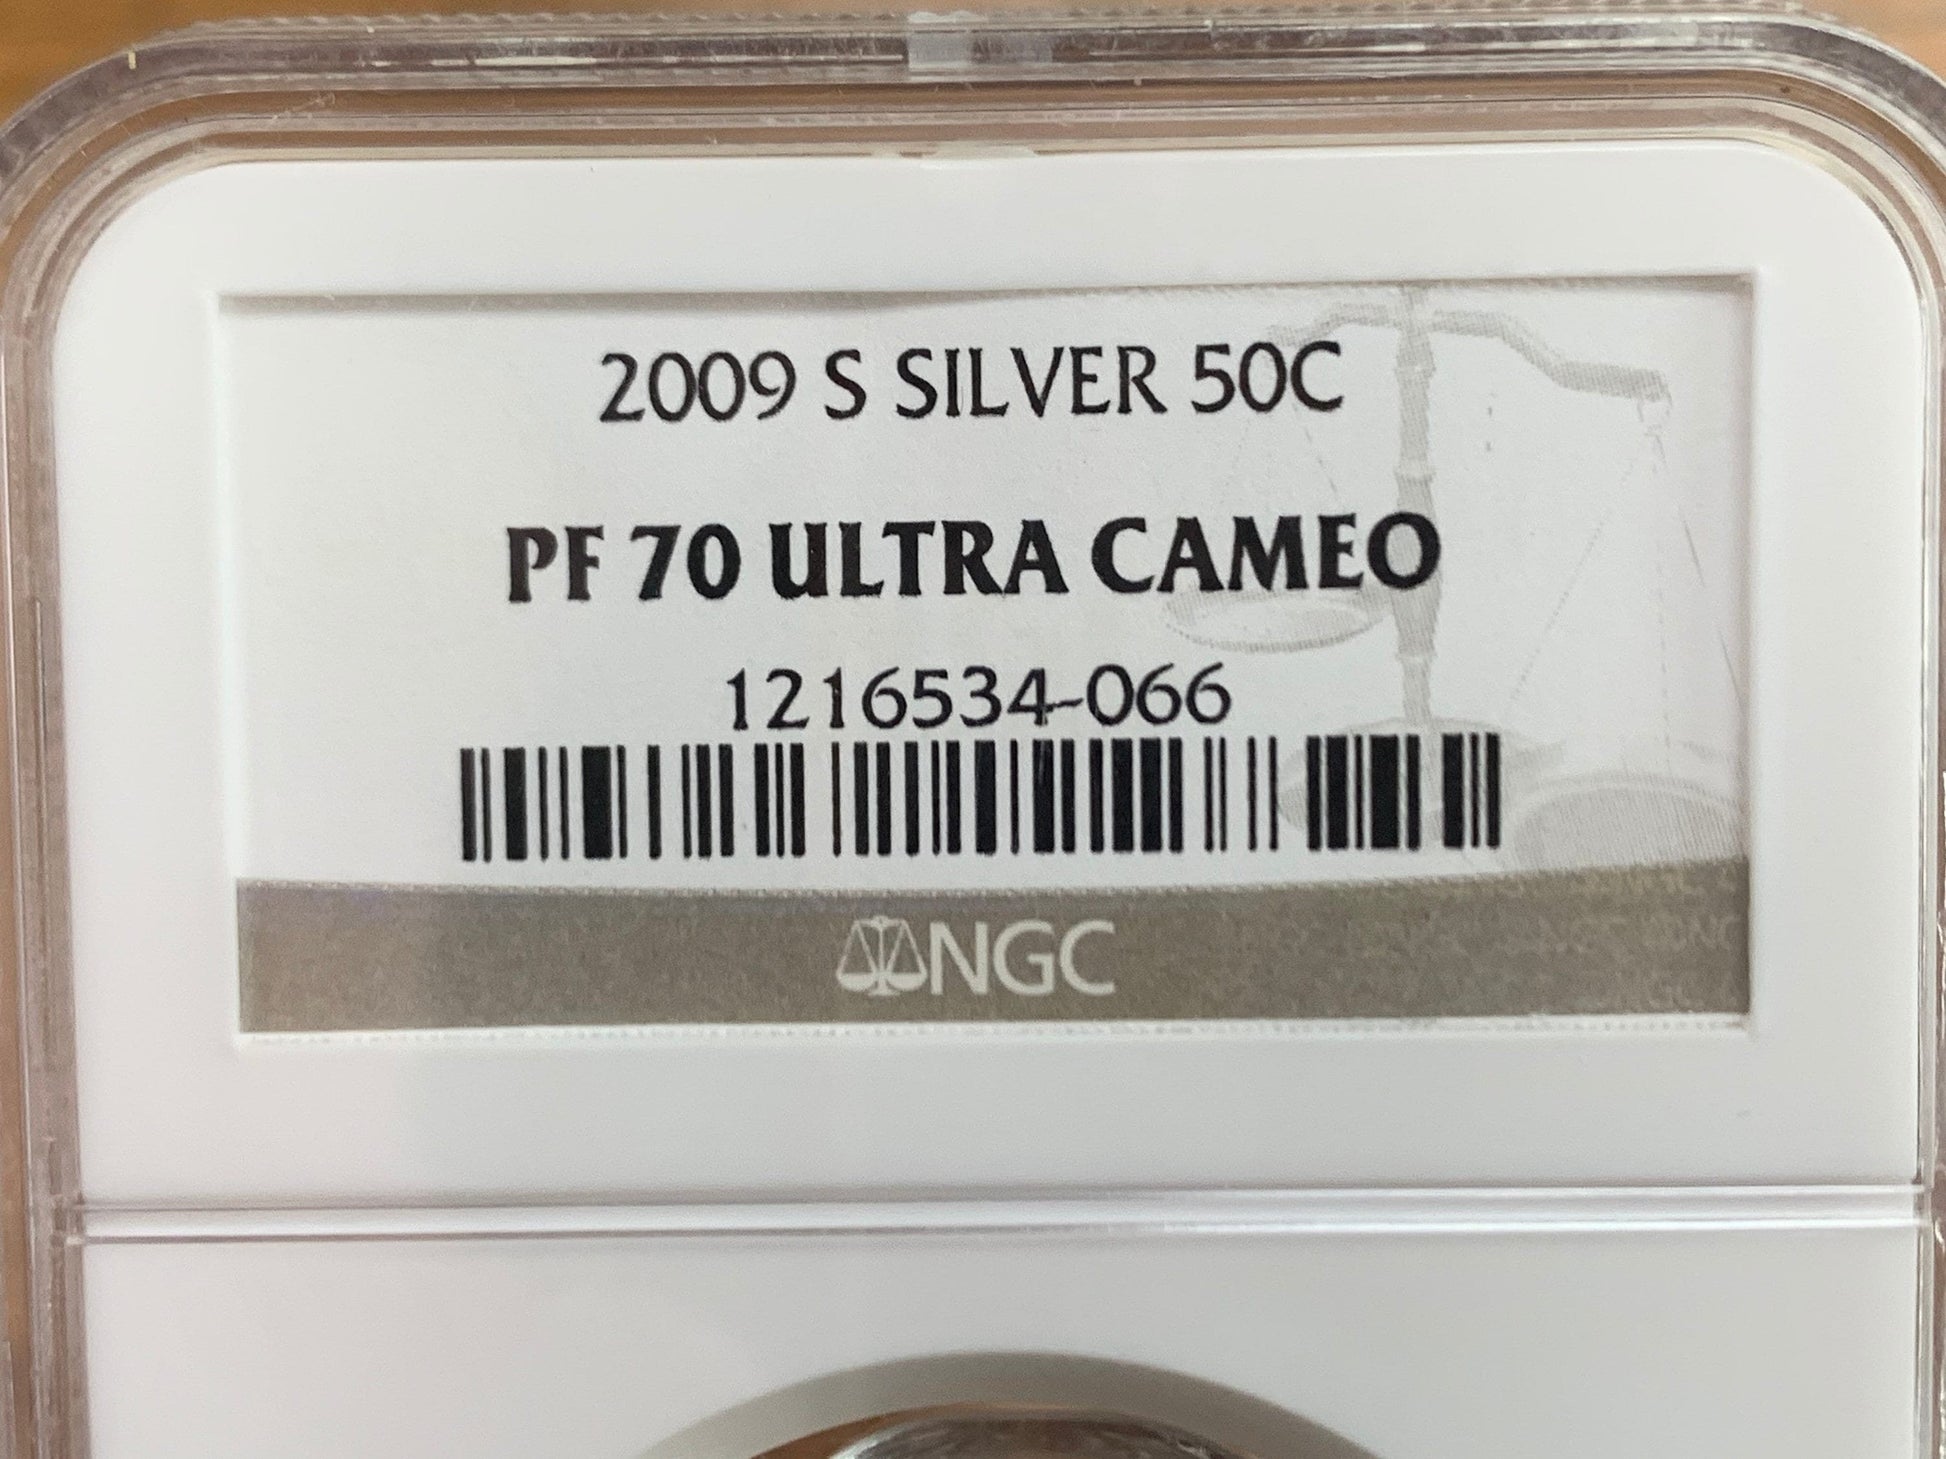 2009 S SILVER 50C
PF 70 ULTRA CAMEO
1216534-066
NGC